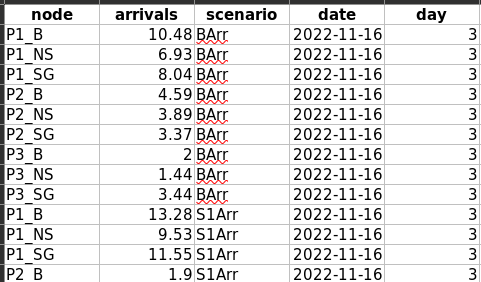 node arrivals scenario date day
P1_B 10.48 BArr 2022-11-16 3
P1_NS 6.93 BArr 2022-11-16 3
P1_SG 8.04 BArr 2022-11-16 3
P2_B 4.59 BArr 2022-11-16 3
P2_NS 3.89 BArr 2022-11-16 3
P2_SG 3.37 BArr 2022-11-16 3
P3_B 2 BArr 2022-11-16 3
P3_NS 1.44 BArr 2022-11-16 3
P3_SG 3.44 BArr 2022-11-16 3
P1_B 13.28 S1Arr 2022-11-16 3
P1_NS 9.53 S1Arr 2022-11-16 3
P1_SG 11.55 S1Arr 2022-11-16 3
P2_B 1.9 S1Arr 2022-11-16 3